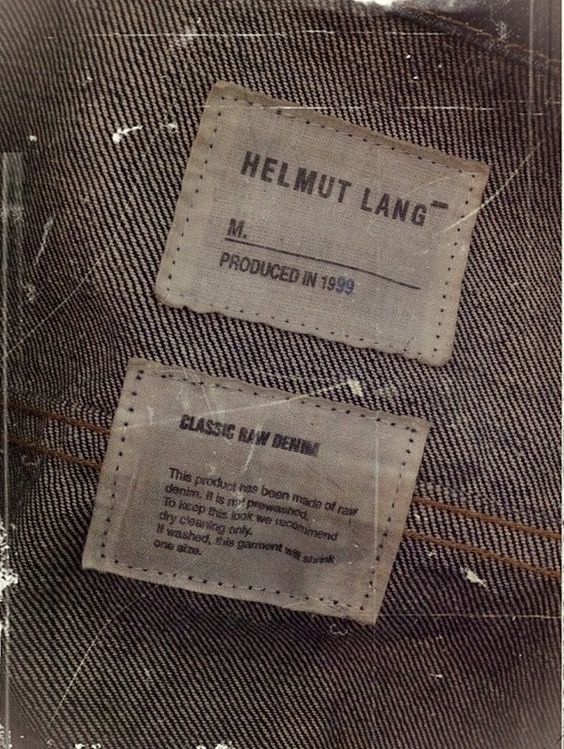 HELMUT LANG
M.
PRODUCED IN 1999
CLASSIC RAW DENIM
This product has been made of raw
denim. It is not prewashed.
To keep this look we recommend
dry cleaning only.
If washed, this garment will shrink
one size.